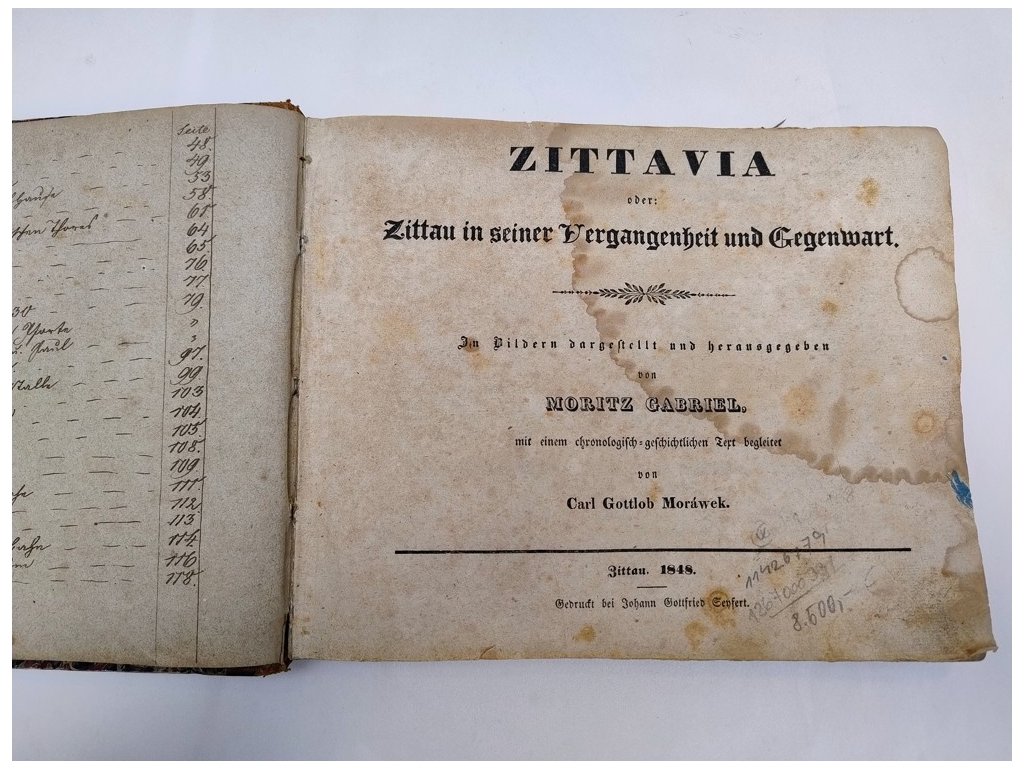 Seite
48.
49
53
58.
61
64
65
76.
77
79.
"
"
97.
99
103
104.
105.
108.
109.
111
112
113
114.
116
118.
ZITTAVIA
oder:
Zittau in seiner Vergangenheit und Gegenwart.
In Bildern dargestellt und herausgegeben
von
MORITZ GABRIEL,
mit einem chronologisch-geschichtlichen Text begleitet
von
Carl Gottlob Moráwek.
Zittau. 1848.
Gedruckt bei Johann Gottfried Seyfert.
8.500,-